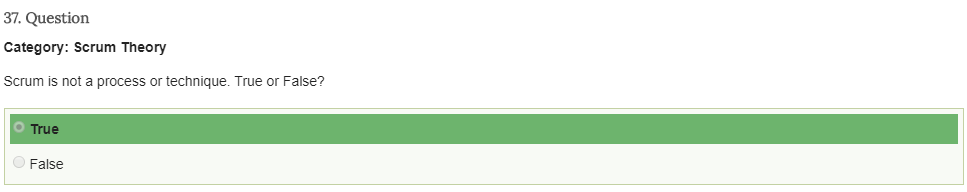 37. Question
Category: Scrum Theory
Scrum is not a process or technique. True or False?
True
False